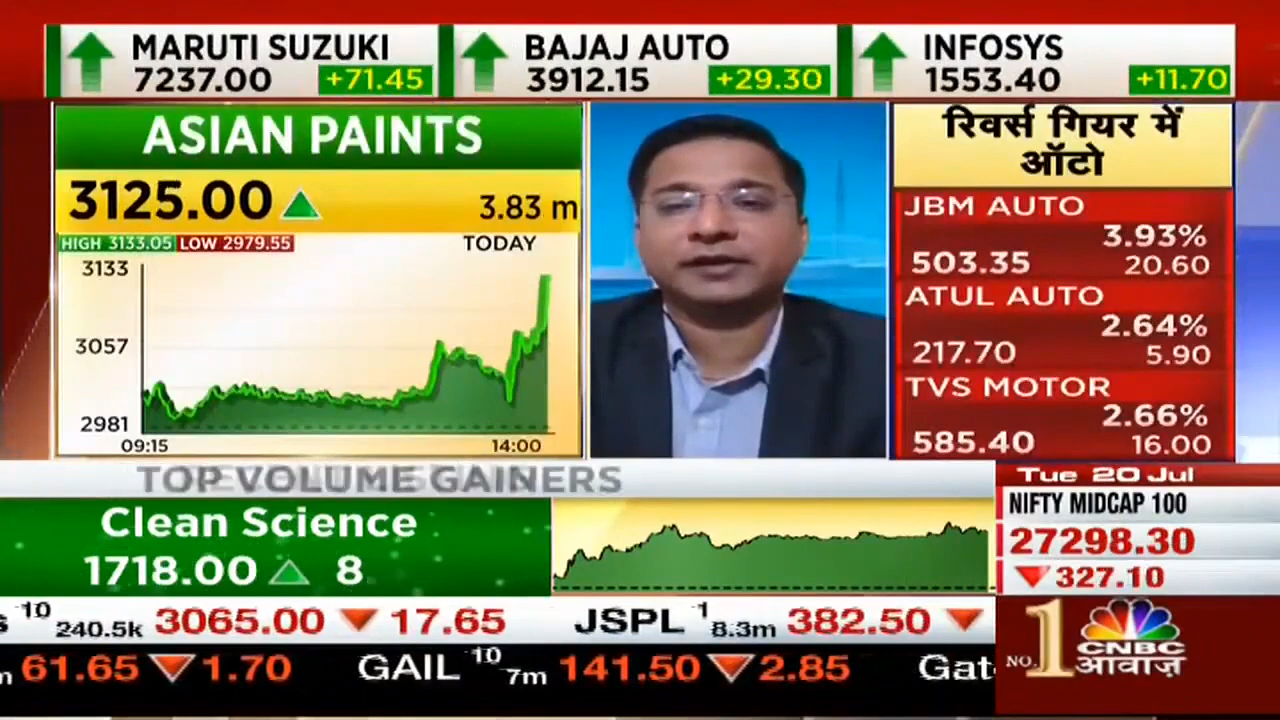 MARUTI SUZUKI
7237.00 +71.45
BAJAJ AUTO
3912.15 +29.30
INFOSYS
1553.40 +11.70
ASIAN PAINTS
3125.00 3.83 m
HIGH 3133.05 LOW 2979.55 TODAY
3133
3057
2981
09:15 14:00
रिवर्स गियर में
ऑटो
JBM AUTO
3.93%
503.35 20.60
ATUL AUTO
2.64%
217.70 5.90
TVS MOTOR
2.66%
585.40 16.00
TOP VOLUME GAINERS
Clean Science
1718.00 8
Tue 20 Jul
NIFTY MIDCAP 100
27298.30
327.10
S 10 240.5k 3065.00 17.65 JSPL 1 8.3m 382.50
m 61.65 1.70 GAIL 10 7m 141.50 2.85 Gat
NO. 1 CNBC
आवाज़